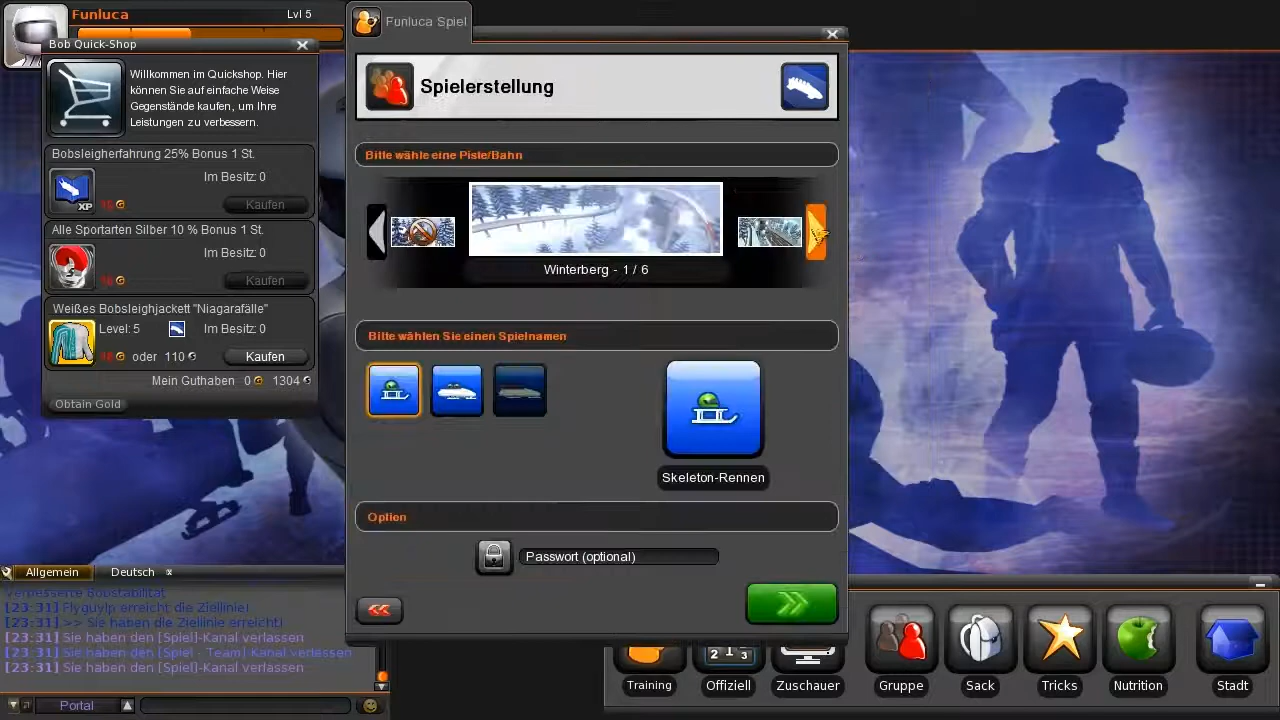 Funluca
Lvl 5
Bob Quick-Shop
Willkommen im Quickshop. Hier
können Sie auf einfache Weise
Gegenstände kaufen, um Ihre
Leistungen zu verbessern.
Bobsleigherfahrung 25% Bonus 1 St.
Im Besitz: 0
XP
Kaufen
Alle Sportarten Silber 10 % Bonus 1 St.
Im Besitz: 0
Kaufen
Weißes Bobsleighjackett "Niagarafälle"
Level: 5
Im Besitz: 0
oder 110
Kaufen
Mein Guthaben 0 1304
Obtain Gold
Funluca Spiel
Spielerstellung
Bitte wähle eine Piste/Bahn
Winterberg - 1 / 6
Bitte wählen Sie einen Spielnamen
Skeleton-Rennen
Option
Passwort (optional)
Allgemein
Deutsch
Verbesserte Bobstabilität
[23:31] Flyguylp erreicht die Ziellinie!
[23:31] >> Sie haben die Ziellinie erreicht!
[23:31] Sie haben den [Spiel]-Kanal verlassen
[23:31] Sie haben den [Spiel - Team] Kanal verlassen
[23:31] Sie haben den [Spiel]-Kanal verlassen
Portal
1 2 3
Training
Offiziell
Zuschauer
Gruppe
Sack
Tricks
Nutrition
Stadt